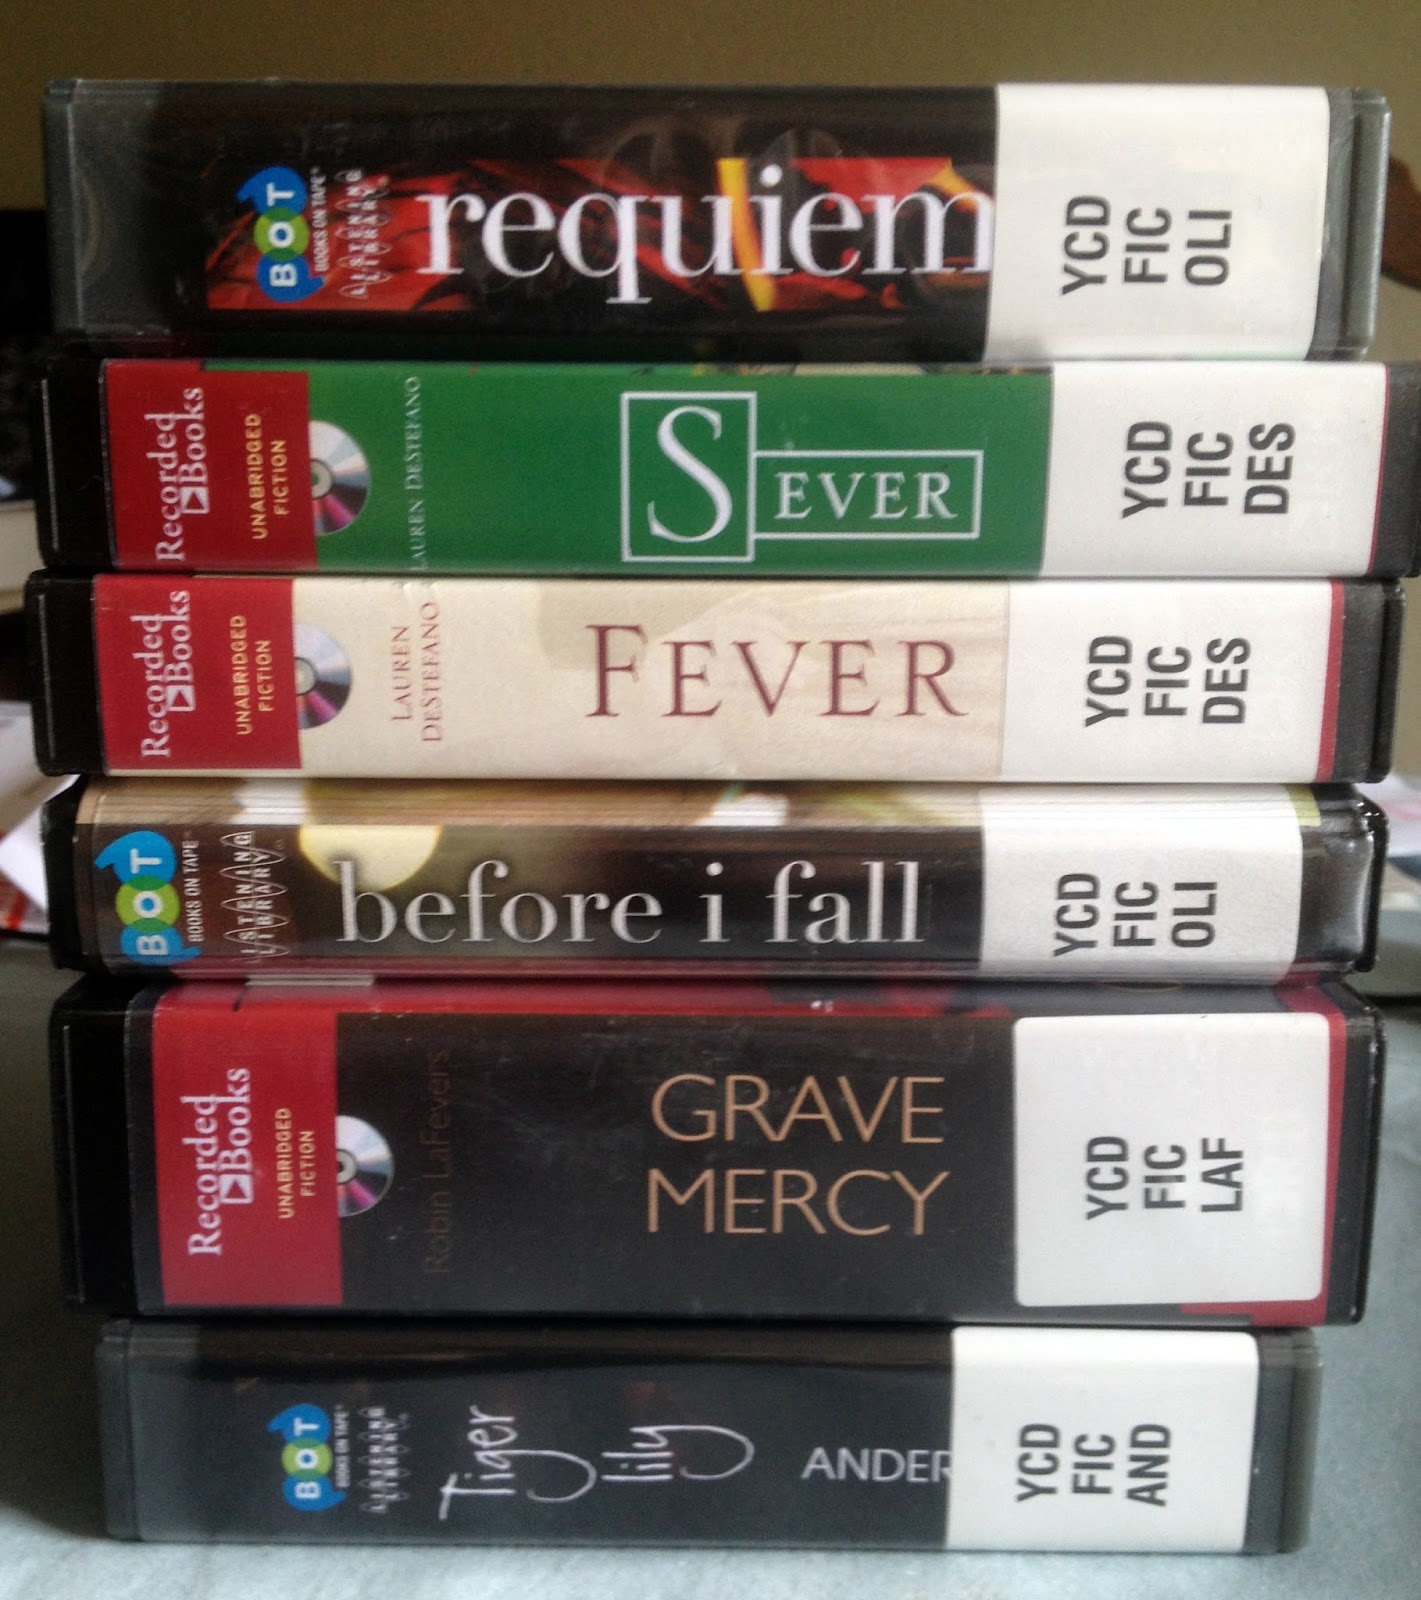 BOT
BOOKS ON TAPE®
LISTENING
LIBRARY
requiem
YCD
FIC
OLI
Recorded
Books
UNABRIDGED
FICTION
LAUREN DESTEFANO
SEVER
YCD
FIC
DES
Recorded
Books
UNABRIDGED
FICTION
LAUREN
DESTEFANO
FEVER
YCD
FIC
DES
BOT
BOOKS ON TAPE®
LISTENING
LIBRARY
before i fall
YCD
FIC
OLI
Recorded
Books
UNABRIDGED
FICTION
Robin LaFevers
GRAVE
MERCY
YCD
FIC
LAF
BOT
BOOKS ON TAPE®
LISTENING
LIBRARY
Tiger
lily
ANDER
YCD
FIC
AND